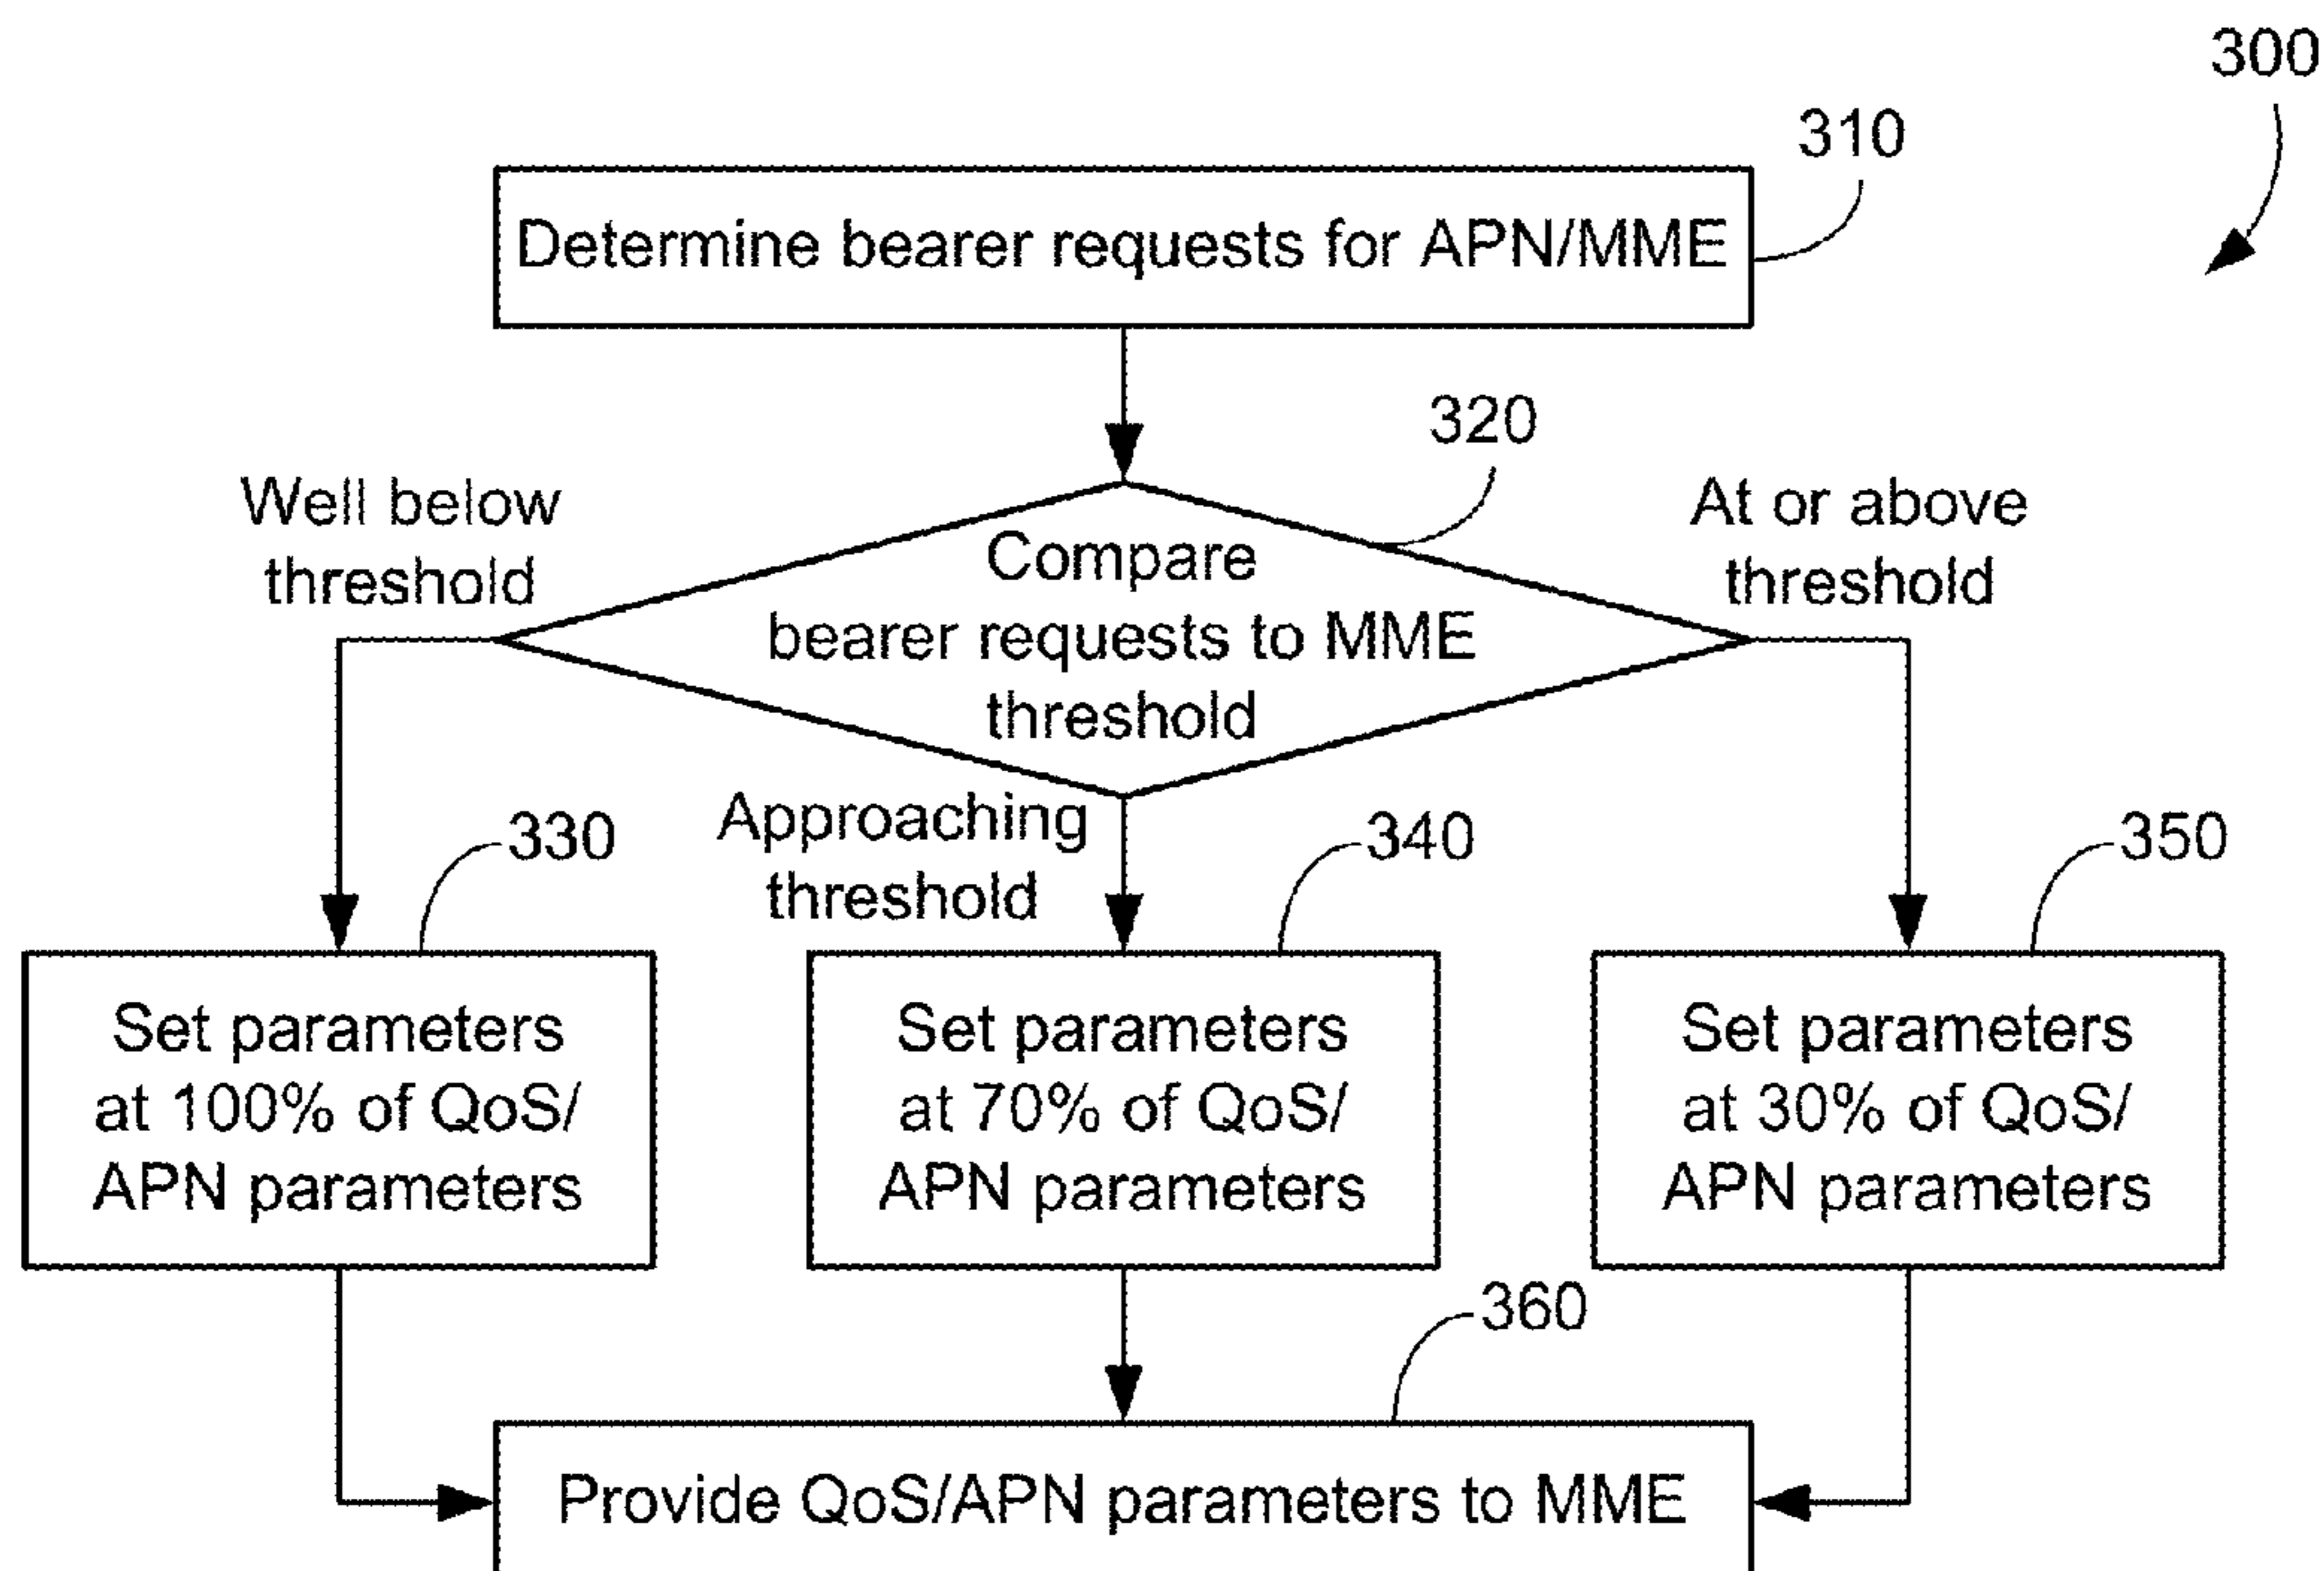 300
310
Determine bearer requests for APN/MME
320
Well below
threshold
At or above
threshold
Compare
bearer requests to MME
threshold
Approaching
threshold
330
340
350
Set parameters
at 100% of QoS/
APN parameters
Set parameters
at 70% of QoS/
APN parameters
Set parameters
at 30% of QoS/
APN parameters
360
Provide QoS/APN parameters to MME